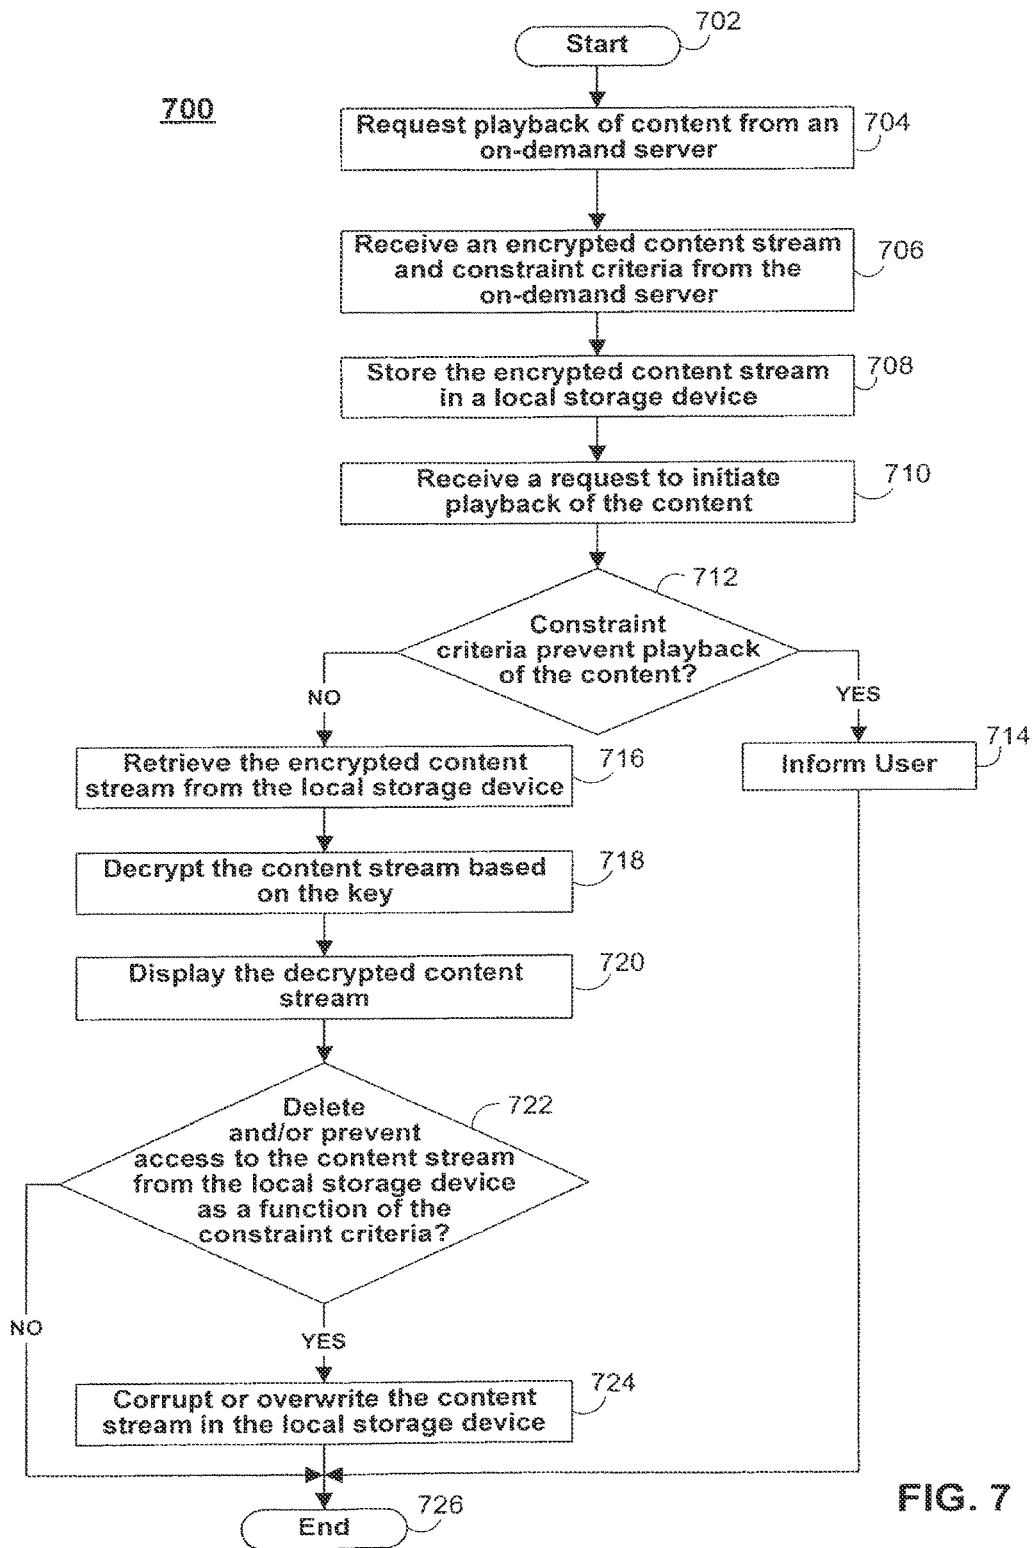 702
Start
700
Request playback of content from an
on-demand server
704
Receive an encrypted content stream
and constraint criteria from the
on-demand server
706
Store the encrypted content stream
in a local storage device
708
Receive a request to initiate
playback of the content
710
712
Constraint
criteria prevent playback
of the content?
NO
YES
Retrieve the encrypted content
stream from the local storage device
716
Inform User
714
Decrypt the content stream based
on the key
718
Display the decrypted content
stream
720
722
Delete
and/or prevent
access to the content stream
from the local storage device
as a function of the
constraint criteria?
NO
YES
Corrupt or overwrite the content
stream in the local storage device
724
End
726
FIG. 7